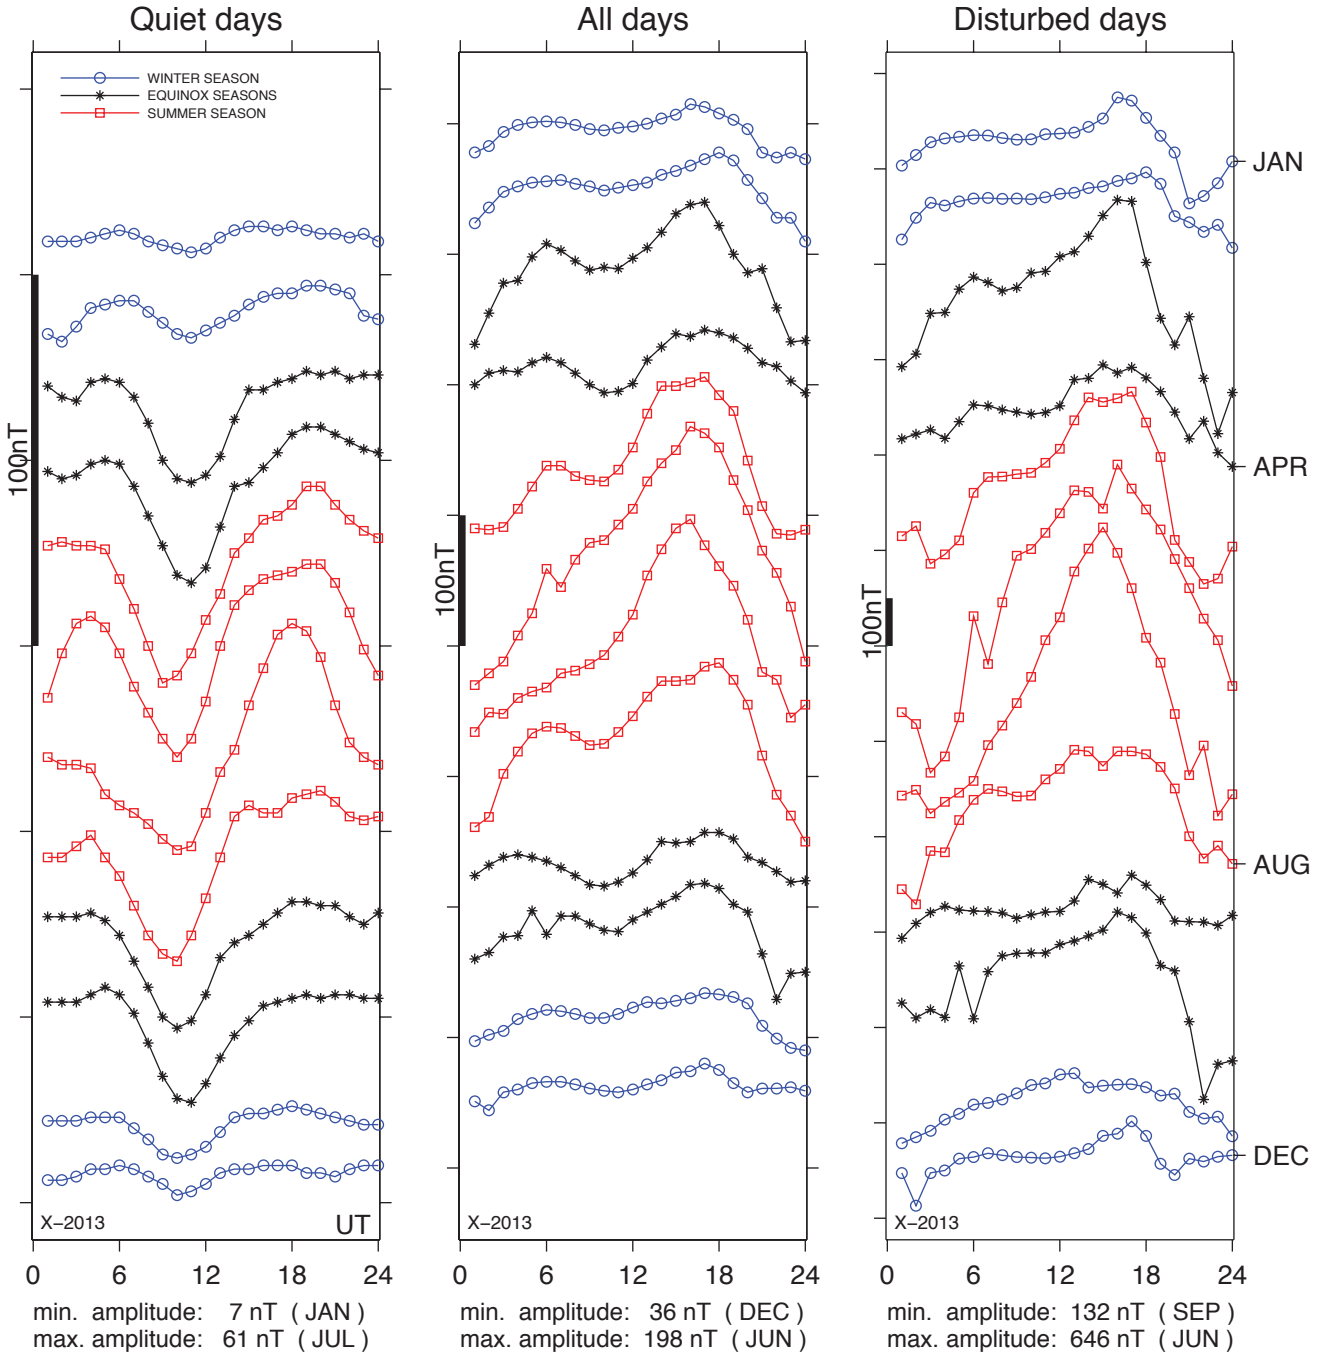 Quiet days
All days
Disturbed days
WINTER SEASON
EQUINOX SEASONS
SUMMER SEASON
100nT
100nT
100nT
JAN
APR
AUG
DEC
X−2013
UT
X−2013
0 6 12 18 24
0 6 12 18 24
0 6 12 18 24
min. amplitude: 7 nT ( JAN )
max. amplitude: 61 nT ( JUL )
min. amplitude: 36 nT ( DEC )
max. amplitude: 198 nT ( JUN )
min. amplitude: 132 nT ( SEP )
max. amplitude: 646 nT ( JUN )